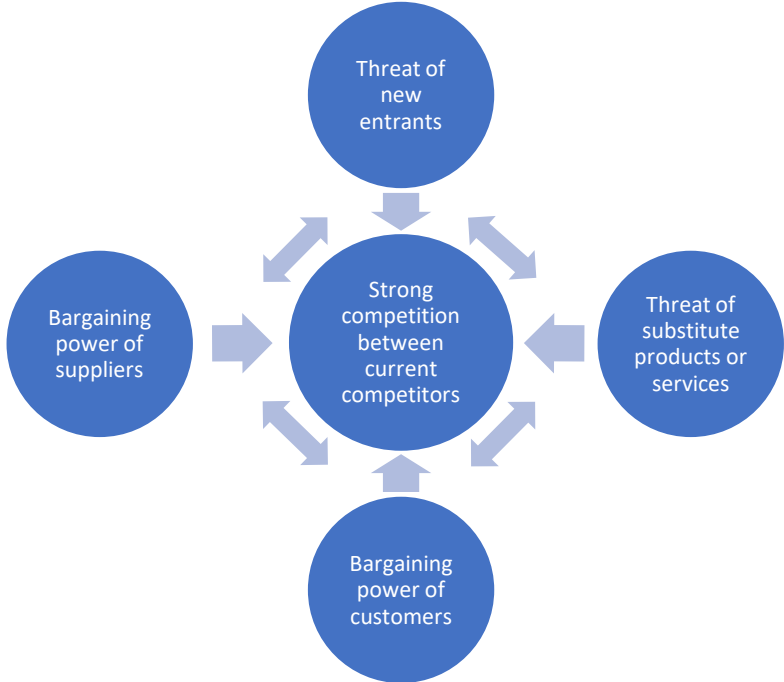 Threat of
new
entrants
Bargaining
power of
suppliers
Strong
competition
between
current
competitors
Threat of
substitute
products or
services
Bargaining
power of
customers